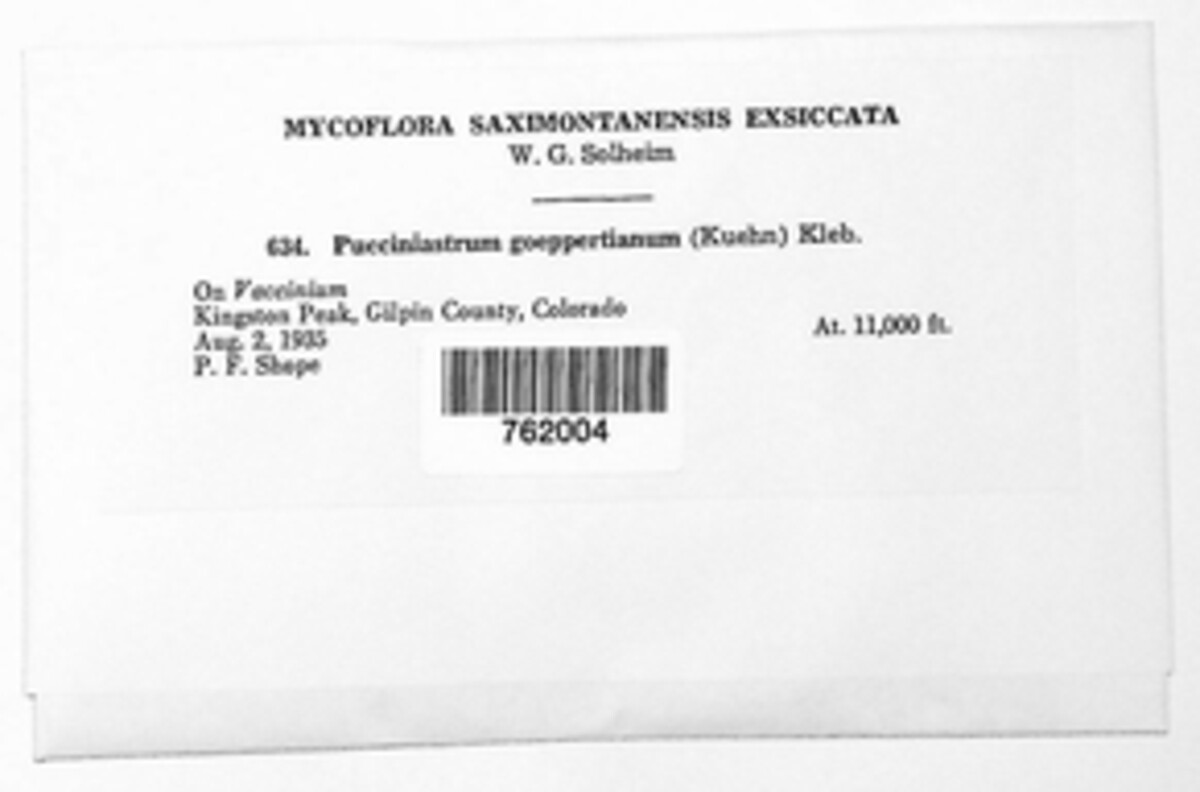 MYCOFLORA SAXIMONTANENSIS EXSICCATA
W. G. Solheim
634. Pucciniastrum goeppertianum (Kuehn) Kleb.
On Vaccinium
Kingston Peak, Gilpin County, Colorado
At. 11,000 ft.
Aug. 2, 1935
P. F. Shope
762004